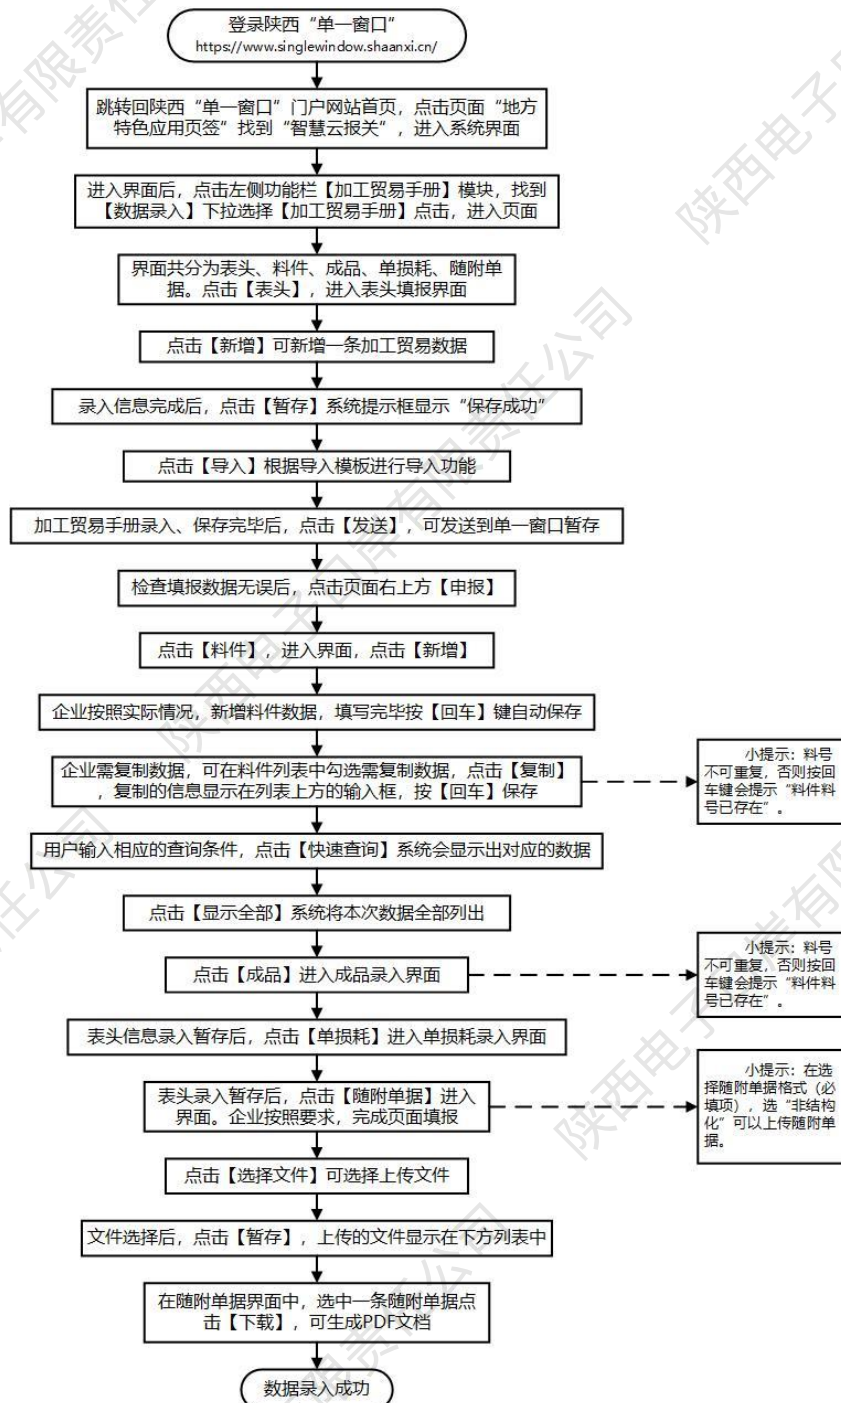 登录陕西“单一窗口”
https://www.singlewindow.shaanxi.cn/
跳转回陕西“单一窗口”门户网站首页，点击页面“地方
特色应用页签”找到“智慧云报关”，进入系统界面
进入界面后，点击左侧功能栏【加工贸易手册】模块，找到
【数据录入】下拉选择【加工贸易手册】点击，进入页面
界面共分为表头、料件、成品、单损耗、随附单
据。点击【表头】，进入表头填报界面
点击【新增】可新增一条加工贸易数据
录入信息完成后，点击【暂存】系统提示框显示“保存成功”
点击【导入】根据导入模板进行导入功能
加工贸易手册录入、保存完毕后，点击【发送】，可发送到单一窗口暂存
检查填报数据无误后，点击页面右上方【申报】
点击【料件】，进入界面，点击【新增】
企业按照实际情况，新增料件数据，填写完毕按【回车】键自动保存
企业需复制数据，可在料件列表中勾选需复制数据，点击【复制】
，复制的信息显示在列表上方的输入框，按【回车】保存
小提示：料号
不可重复，否则按回
车键会提示“料件料
号已存在”。
用户输入相应的查询条件，点击【快速查询】系统会显示出对应的数据
点击【显示全部】系统将本次数据全部列出
点击【成品】进入成品录入界面
小提示：料号
不可重复，否则按回
车键会提示“料件料
号已存在”。
表头信息录入暂存后，点击【单损耗】进入单损耗录入界面
表头录入暂存后，点击【随附单据】进入
界面。企业按照要求，完成页面填报
小提示：在选
择随附单据格式（必
填项），选“非结构
化”可以上传随附单
据。
点击【选择文件】可选择上传文件
文件选择后，点击【暂存】，上传的文件显示在下方列表中
在随附单据界面中，选中一条随附单据点
击【下载】，可生成PDF文档
数据录入成功
陕西电子口岸有限责任公司